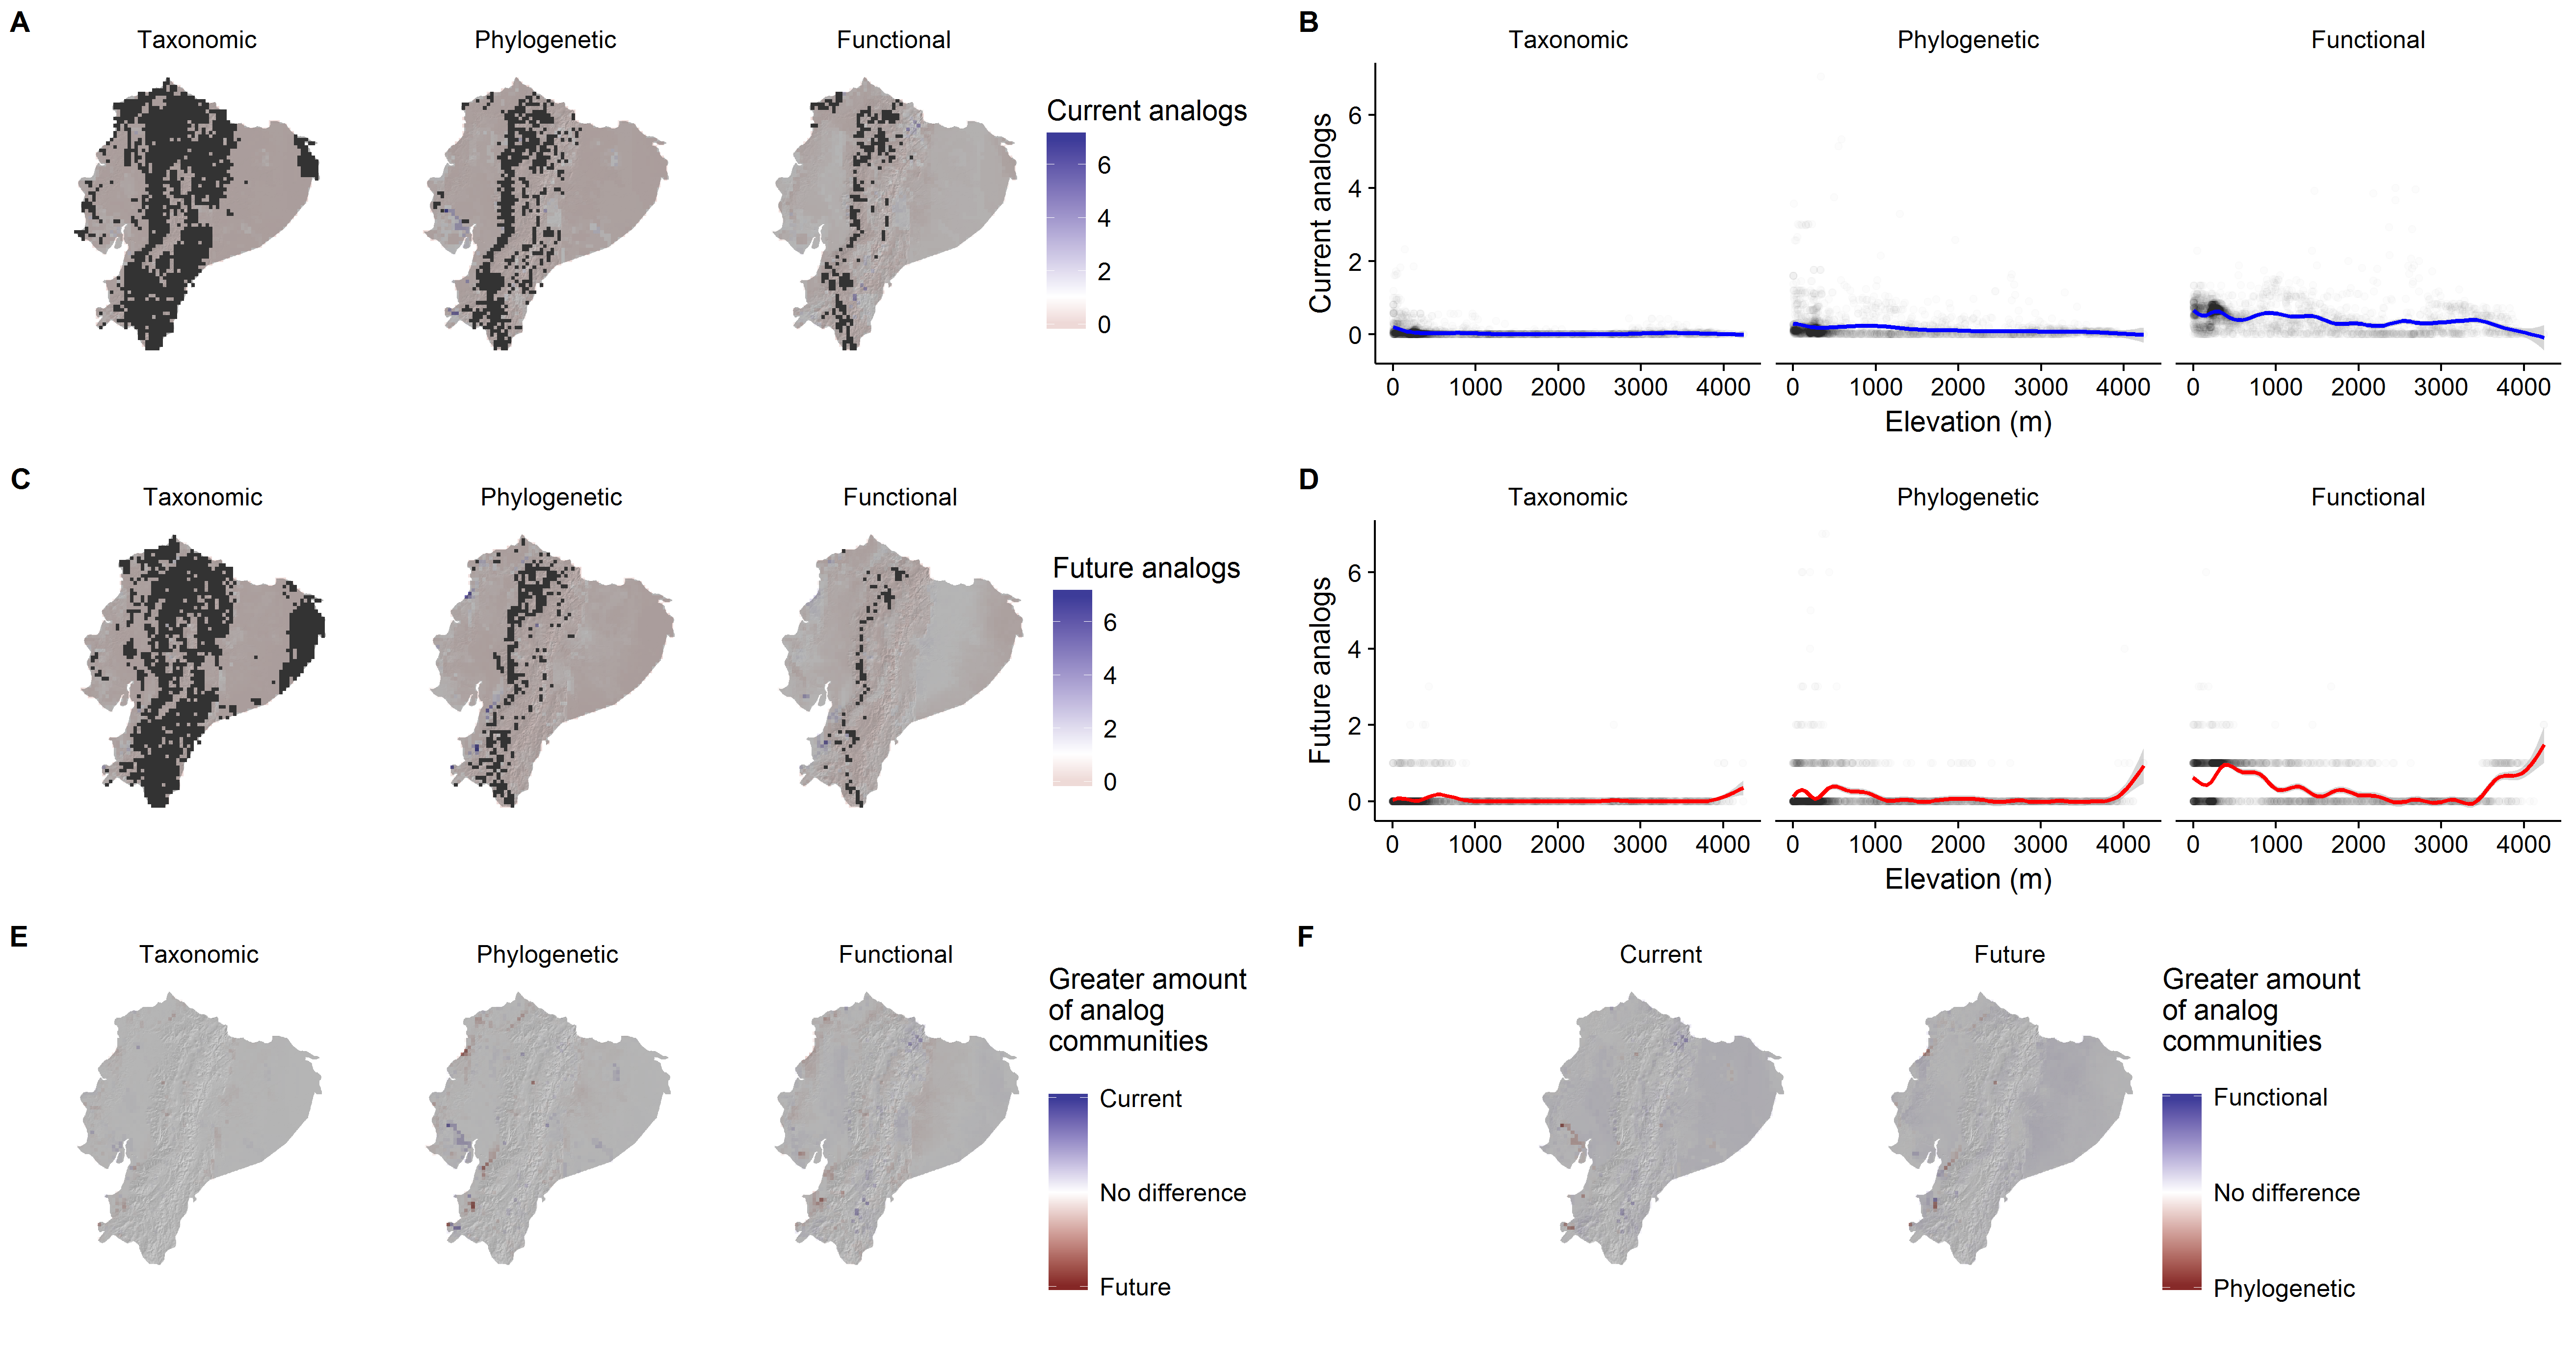 A
Taxonomic
Phylogenetic
Functional
Current analogs
6
4
2
0
B
Taxonomic
Phylogenetic
Functional
Current analogs
6
4
2
0
0 1000 2000 3000 4000
0 1000 2000 3000 4000
0 1000 2000 3000 4000
Elevation (m)
C
Taxonomic
Phylogenetic
Functional
Future analogs
6
4
2
0
D
Taxonomic
Phylogenetic
Functional
Future analogs
6
4
2
0
0 1000 2000 3000 4000
0 1000 2000 3000 4000
0 1000 2000 3000 4000
Elevation (m)
E
Taxonomic
Phylogenetic
Functional
Greater amount
of analog
communities
Current
No difference
Future
F
Current
Future
Greater amount
of analog
communities
Functional
No difference
Phylogenetic